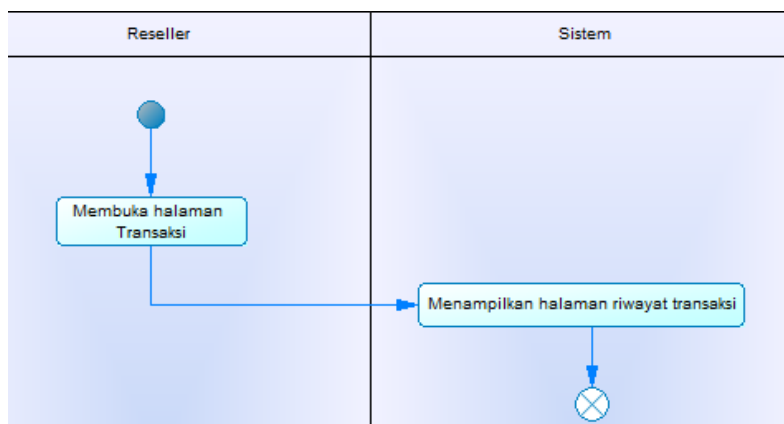 Reseller
Sistem
Membuka halaman
Transaksi
Menampilkan halaman riwayat transaksi